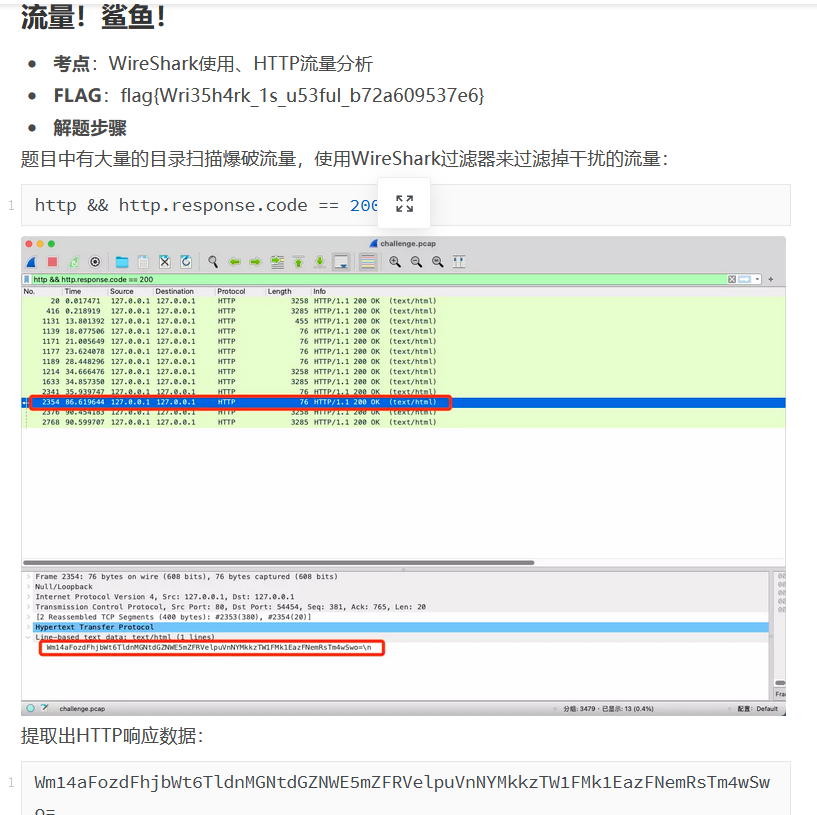 流量！鲨鱼！
考点：WireShark使用、HTTP流量分析
FLAG：flag{Wri35h4rk_1s_u53ful_b72a609537e6}
解题步骤
题目中有大量的目录扫描爆破流量，使用WireShark过滤器来过滤掉干扰的流量：
1 http && http.response.code == 200
challenge.pcap
http && http.response.code == 200
No. Time Source Destination Protocol Length Info
20 0.017471 127.0.0.1 127.0.0.1 HTTP 3258 HTTP/1.1 200 OK (text/html)
416 0.218919 127.0.0.1 127.0.0.1 HTTP 3285 HTTP/1.1 200 OK (text/html)
1131 13.801392 127.0.0.1 127.0.0.1 HTTP 455 HTTP/1.1 200 OK (text/html)
1139 18.077506 127.0.0.1 127.0.0.1 HTTP 76 HTTP/1.1 200 OK (text/html)
1171 21.005649 127.0.0.1 127.0.0.1 HTTP 76 HTTP/1.1 200 OK (text/html)
1177 23.624078 127.0.0.1 127.0.0.1 HTTP 76 HTTP/1.1 200 OK (text/html)
1189 28.448296 127.0.0.1 127.0.0.1 HTTP 76 HTTP/1.1 200 OK (text/html)
1214 34.666476 127.0.0.1 127.0.0.1 HTTP 3258 HTTP/1.1 200 OK (text/html)
1633 34.857350 127.0.0.1 127.0.0.1 HTTP 3285 HTTP/1.1 200 OK (text/html)
2341 35.939747 127.0.0.1 127.0.0.1 HTTP 76 HTTP/1.1 200 OK (text/html)
2354 86.619644 127.0.0.1 127.0.0.1 HTTP 76 HTTP/1.1 200 OK (text/html)
2376 90.454183 127.0.0.1 127.0.0.1 HTTP 3258 HTTP/1.1 200 OK (text/html)
2768 90.599707 127.0.0.1 127.0.0.1 HTTP 3285 HTTP/1.1 200 OK (text/html)
Frame 2354: 76 bytes on wire (608 bits), 76 bytes captured (608 bits)
Null/Loopback
Internet Protocol Version 4, Src: 127.0.0.1, Dst: 127.0.0.1
Transmission Control Protocol, Src Port: 80, Dst Port: 54454, Seq: 381, Ack: 765, Len: 20
[2 Reassembled TCP Segments (400 bytes): #2353(380), #2354(20)]
Hypertext Transfer Protocol
Line-based text data: text/html (1 lines)
Wm14aFozdFhjbWt6TldnMGNtdGZNWE5mZFRVelpuVnNYMkkzTW1FMk1EazFNemRsTm4wSwo=\n
challenge.pcap 分组: 3479 · 已显示: 13 (0.4%) 配置: Default
提取出HTTP响应数据：
1 Wm14aFozdFhjbWt6TldnMGNtdGZNWE5mZFRVelpuVnNYMkkzTW1FMk1EazFNemRsTm4wSw
o=